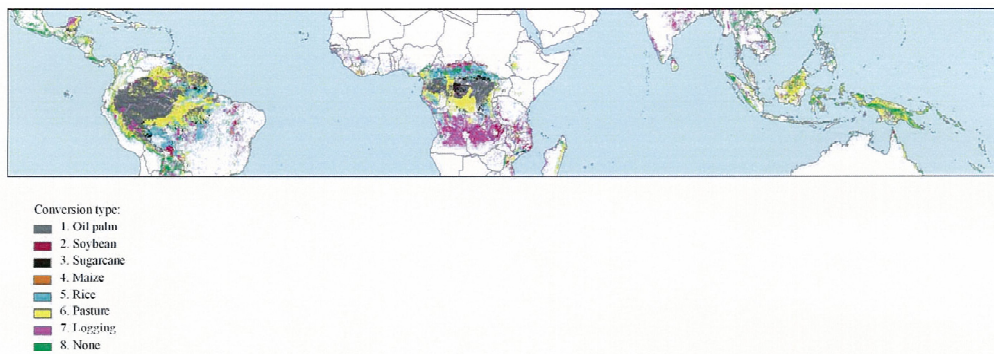 Conversion type:
1. Oil palm
2. Soybean
3. Sugarcane
4. Maize
5. Rice
6. Pasture
7. Logging
8. None